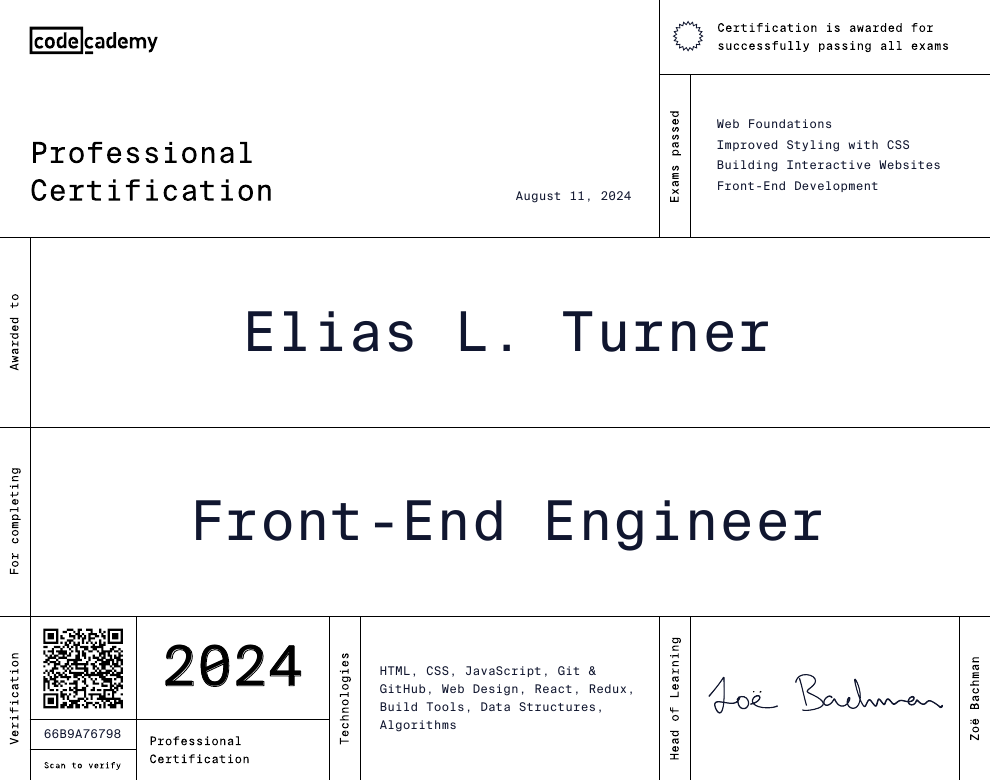 codecademy
Professional
Certification
August 11, 2024
Certification is awarded for
successfully passing all exams
Exams passed
Web Foundations
Improved Styling with CSS
Building Interactive Websites
Front-End Development
Awarded to
Elias L. Turner
For completing
Front-End Engineer
Verification
66B9A76798
Scan to verify
2024
Professional
Certification
Technologies
HTML, CSS, JavaScript, Git &
GitHub, Web Design, React, Redux,
Build Tools, Data Structures,
Algorithms
Head of Learning
Zoë Bachman
Zoë Bachman